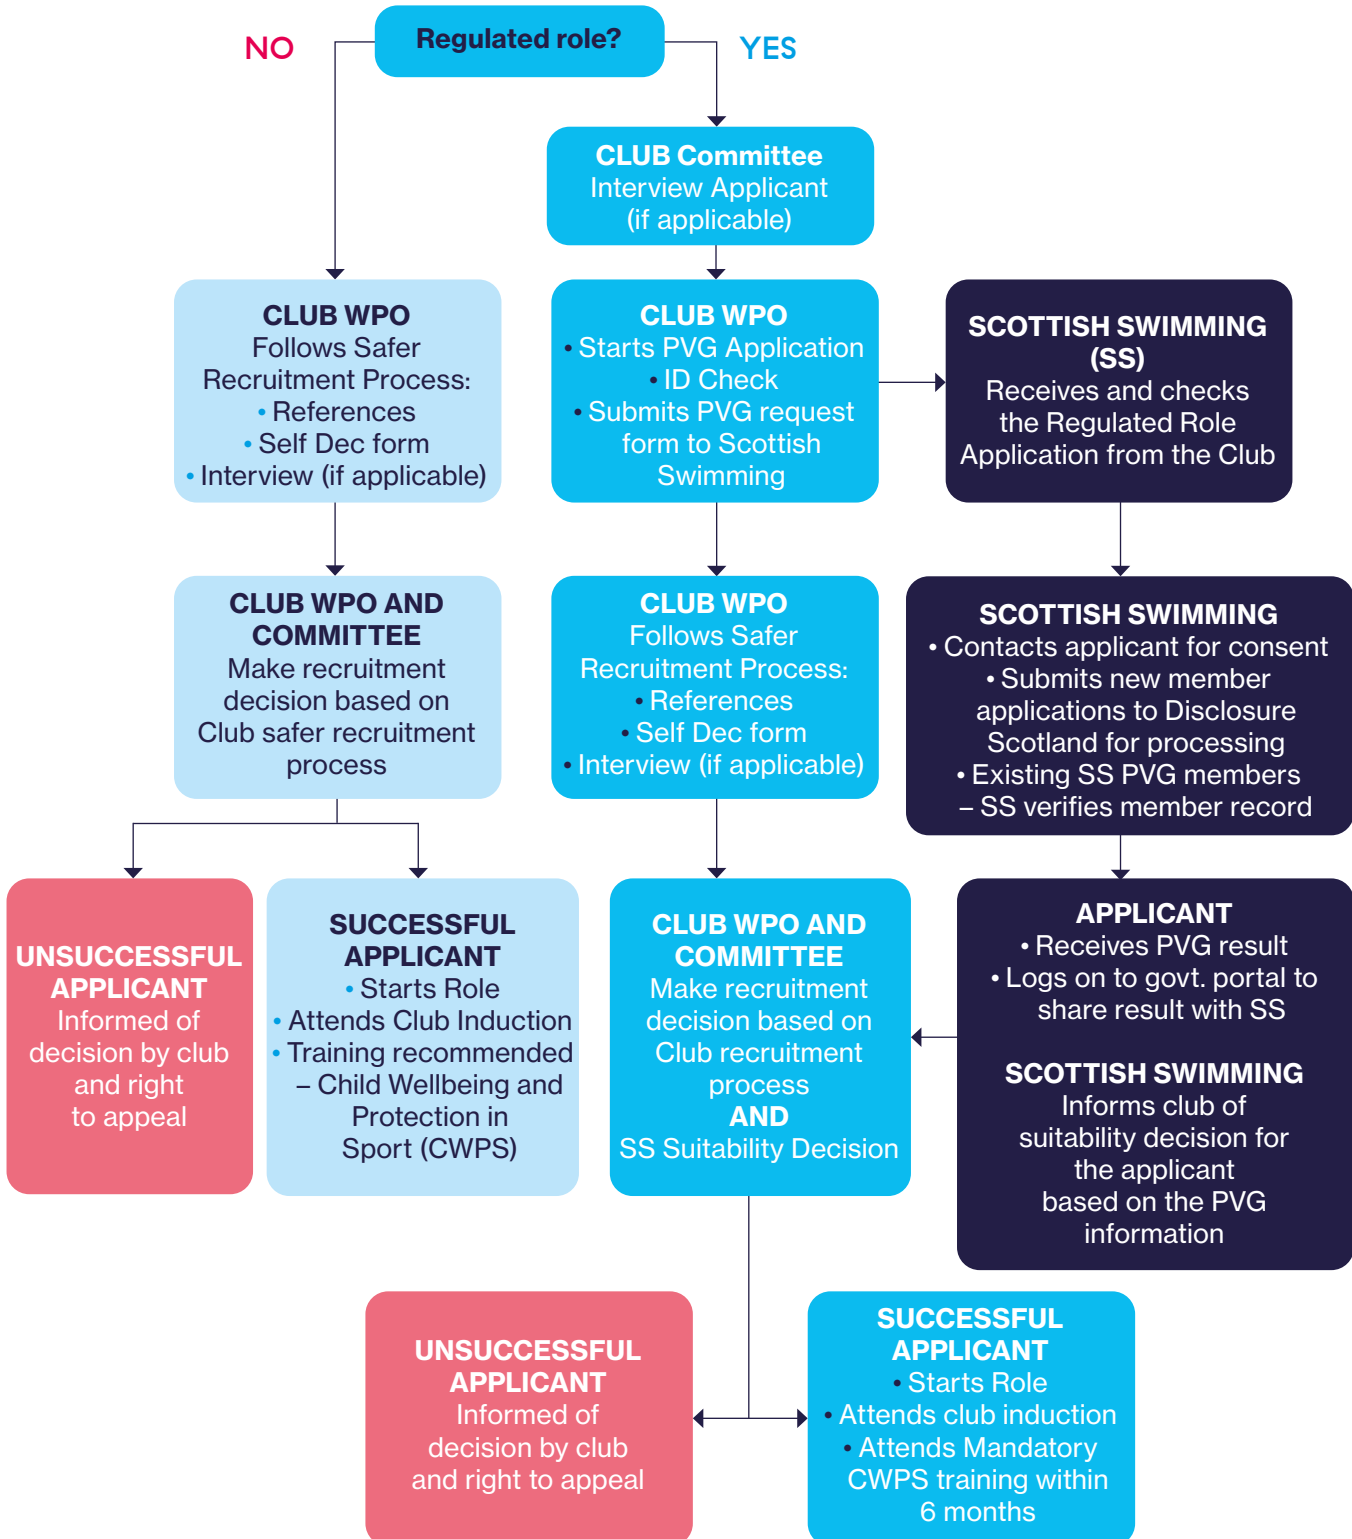 Regulated role?
NO
YES
CLUB Committee
Interview Applicant
(if applicable)
CLUB WPO
Follows Safer
Recruitment Process:
• References
• Self Dec form
• Interview (if applicable)
CLUB WPO
• Starts PVG Application
• ID Check
• Submits PVG request
form to Scottish
Swimming
SCOTTISH SWIMMING
(SS)
Receives and checks
the Regulated Role
Application from the Club
CLUB WPO AND
COMMITTEE
Make recruitment
decision based on
Club safer recruitment
process
CLUB WPO
Follows Safer
Recruitment Process:
• References
• Self Dec form
• Interview (if applicable)
SCOTTISH SWIMMING
• Contacts applicant for consent
• Submits new member
applications to Disclosure
Scotland for processing
• Existing SS PVG members
– SS verifies member record
UNSUCCESSFUL
APPLICANT
Informed of
decision by club
and right
to appeal
SUCCESSFUL
APPLICANT
• Starts Role
• Attends Club Induction
• Training recommended
– Child Wellbeing and
Protection in
Sport (CWPS)
CLUB WPO AND
COMMITTEE
Make recruitment
decision based on
Club recruitment
process
AND
SS Suitability Decision
APPLICANT
• Receives PVG result
• Logs on to govt. portal to
share result with SS
SCOTTISH SWIMMING
Informs club of
suitability decision for
the applicant
based on the PVG
information
UNSUCCESSFUL
APPLICANT
Informed of
decision by club
and right to appeal
SUCCESSFUL
APPLICANT
• Starts Role
• Attends club induction
• Attends Mandatory
CWPS training within
6 months